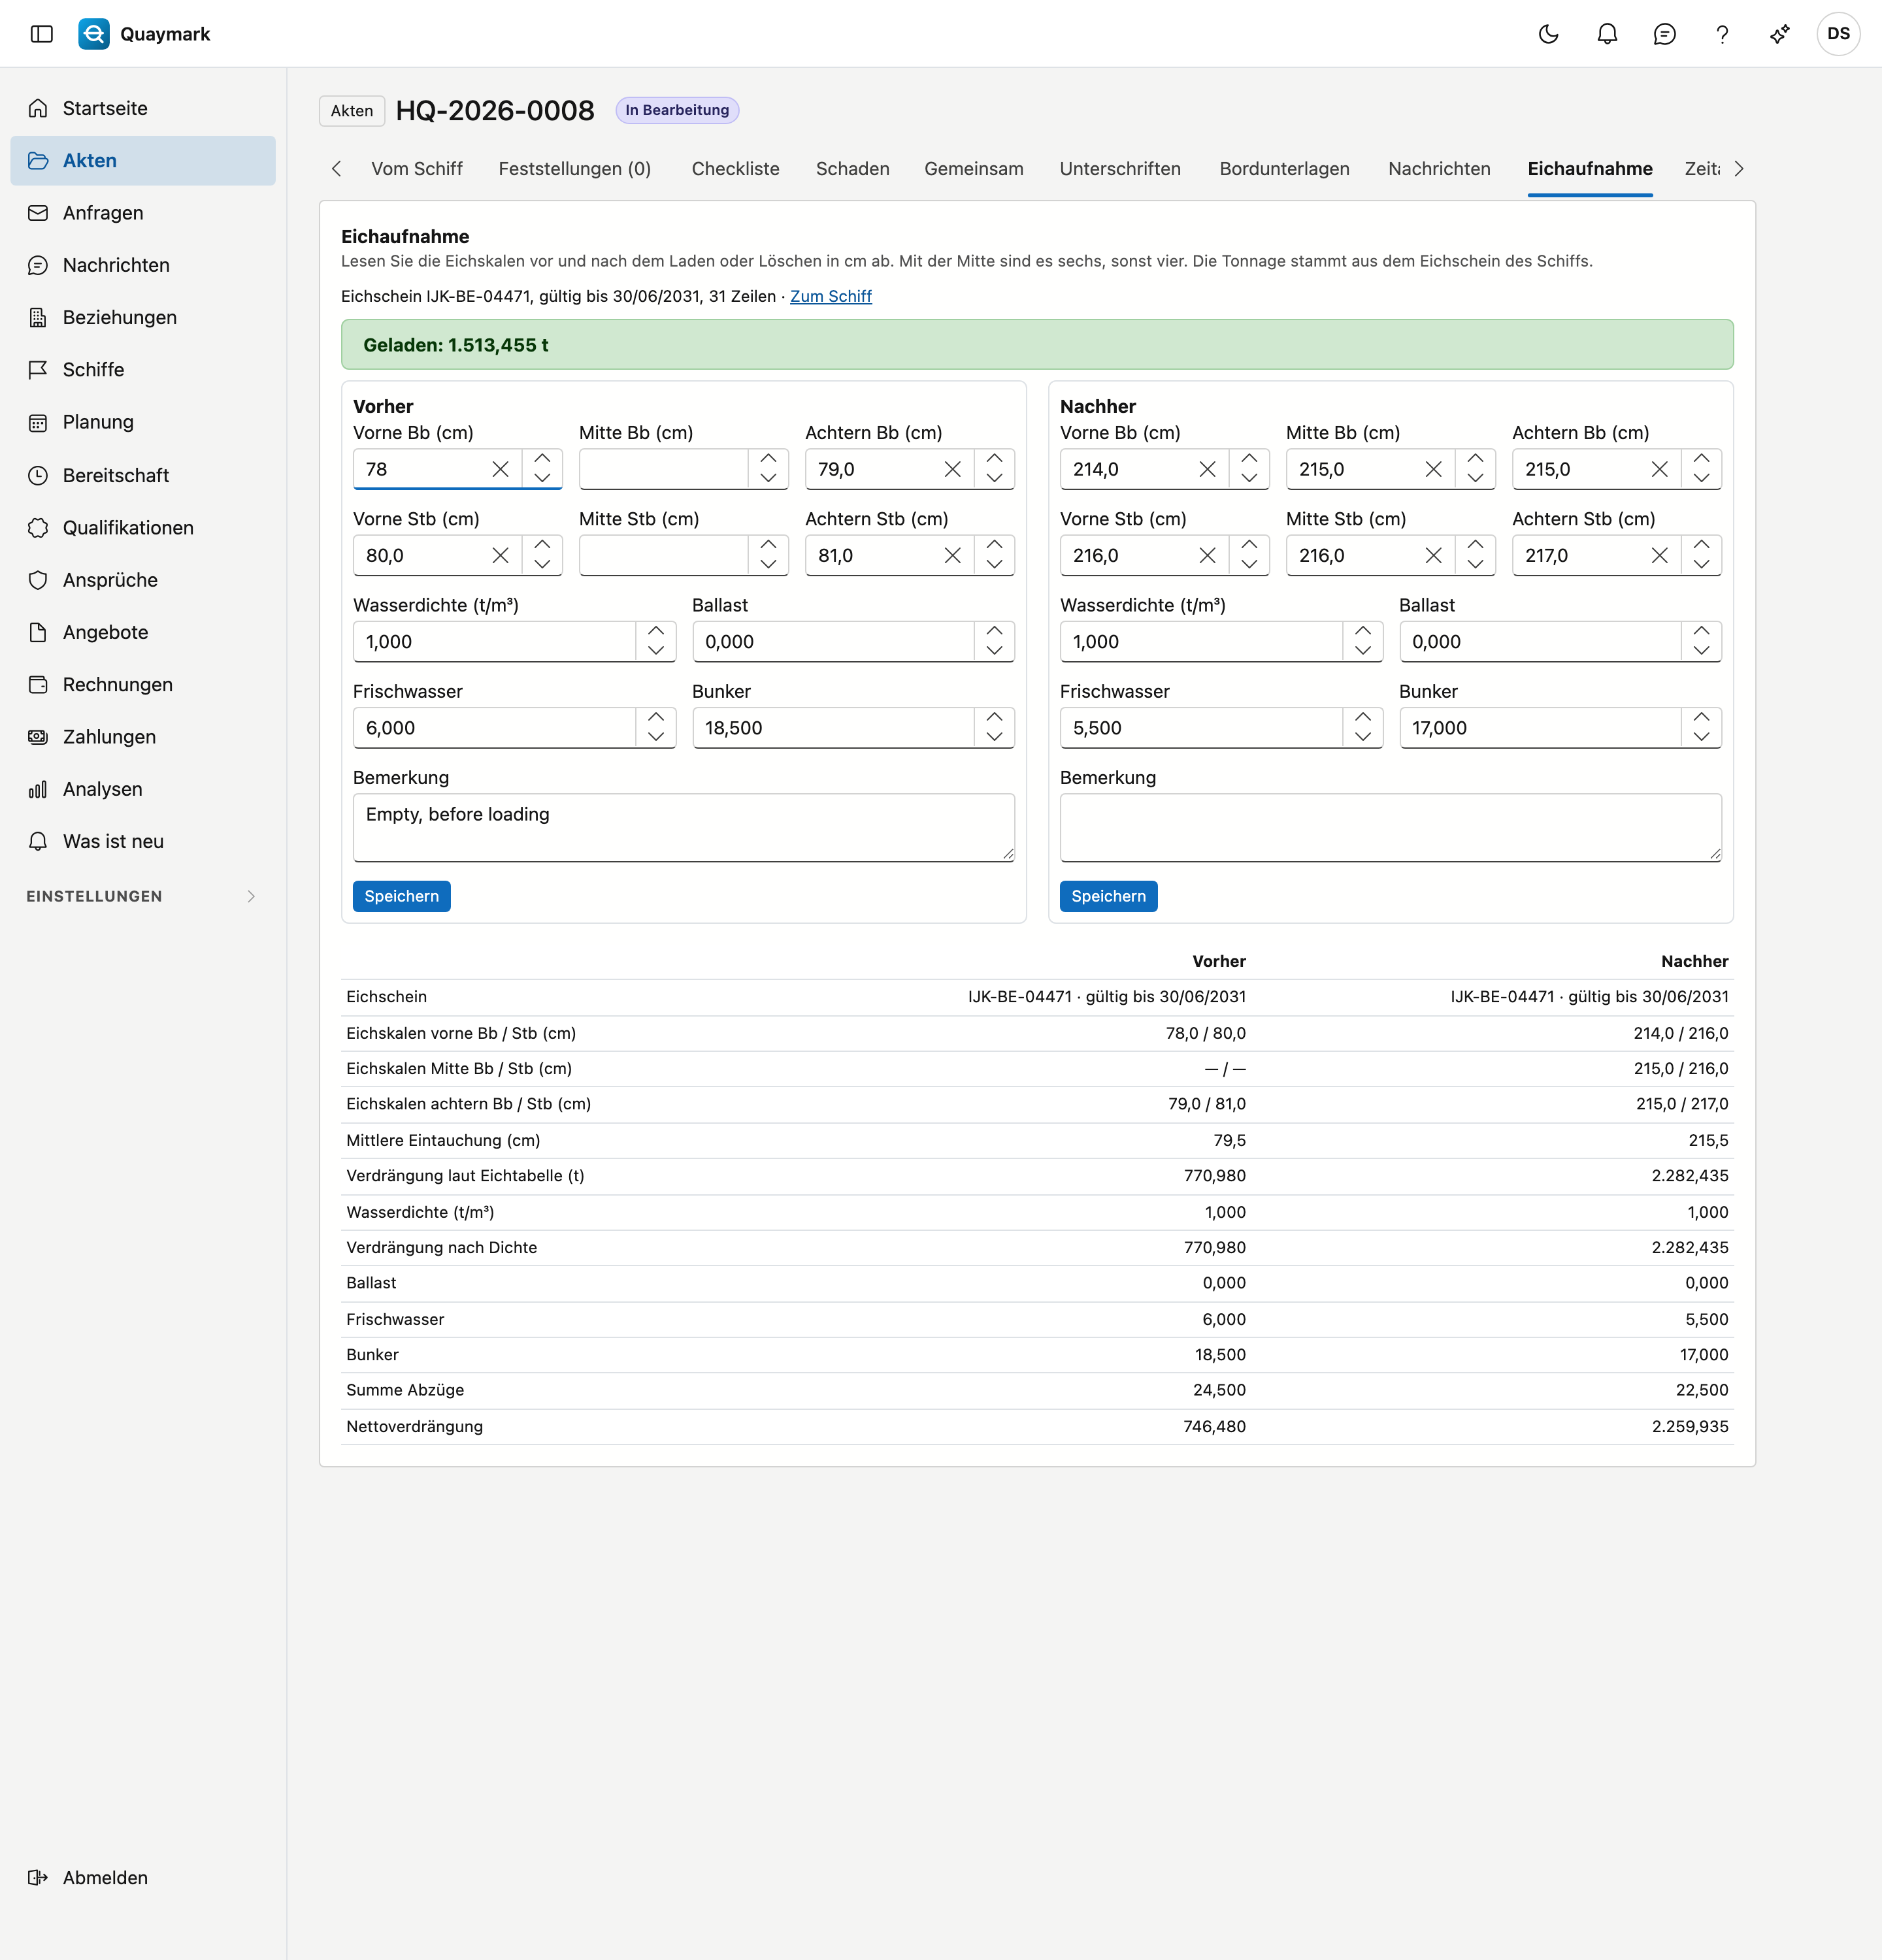 Quaymark
DS
Startseite
Akten
Anfragen
Nachrichten
Beziehungen
Schiffe
Planung
Bereitschaft
Qualifikationen
Ansprüche
Angebote
Rechnungen
Zahlungen
Analysen
Was ist neu
EINSTELLUNGEN
Abmelden
Akten HQ-2026-0008 In Bearbeitung
Vom Schiff Feststellungen (0) Checkliste Schaden Gemeinsam Unterschriften Bordunterlagen Nachrichten Eichaufnahme Zeita
Eichaufnahme
Lesen Sie die Eichskalen vor und nach dem Laden oder Löschen in cm ab. Mit der Mitte sind es sechs, sonst vier. Die Tonnage stammt aus dem Eichschein des Schiffs.
Eichschein IJK-BE-04471, gültig bis 30/06/2031, 31 Zeilen · Zum Schiff
Geladen: 1.513,455 t
Vorher
Vorne Bb (cm) Mitte Bb (cm) Achtern Bb (cm)
78 79,0
Vorne Stb (cm) Mitte Stb (cm) Achtern Stb (cm)
80,0 81,0
Wasserdichte (t/m³) Ballast
1,000 0,000
Frischwasser Bunker
6,000 18,500
Bemerkung
Empty, before loading
Speichern
Nachher
Vorne Bb (cm) Mitte Bb (cm) Achtern Bb (cm)
214,0 215,0 215,0
Vorne Stb (cm) Mitte Stb (cm) Achtern Stb (cm)
216,0 216,0 217,0
Wasserdichte (t/m³) Ballast
1,000 0,000
Frischwasser Bunker
5,500 17,000
Bemerkung
Speichern
Vorher Nachher
Eichschein IJK-BE-04471 · gültig bis 30/06/2031 IJK-BE-04471 · gültig bis 30/06/2031
Eichskalen vorne Bb / Stb (cm) 78,0 / 80,0 214,0 / 216,0
Eichskalen Mitte Bb / Stb (cm) — / — 215,0 / 216,0
Eichskalen achtern Bb / Stb (cm) 79,0 / 81,0 215,0 / 217,0
Mittlere Eintauchung (cm) 79,5 215,5
Verdrängung laut Eichtabelle (t) 770,980 2.282,435
Wasserdichte (t/m³) 1,000 1,000
Verdrängung nach Dichte 770,980 2.282,435
Ballast 0,000 0,000
Frischwasser 6,000 5,500
Bunker 18,500 17,000
Summe Abzüge 24,500 22,500
Nettoverdrängung 746,480 2.259,935